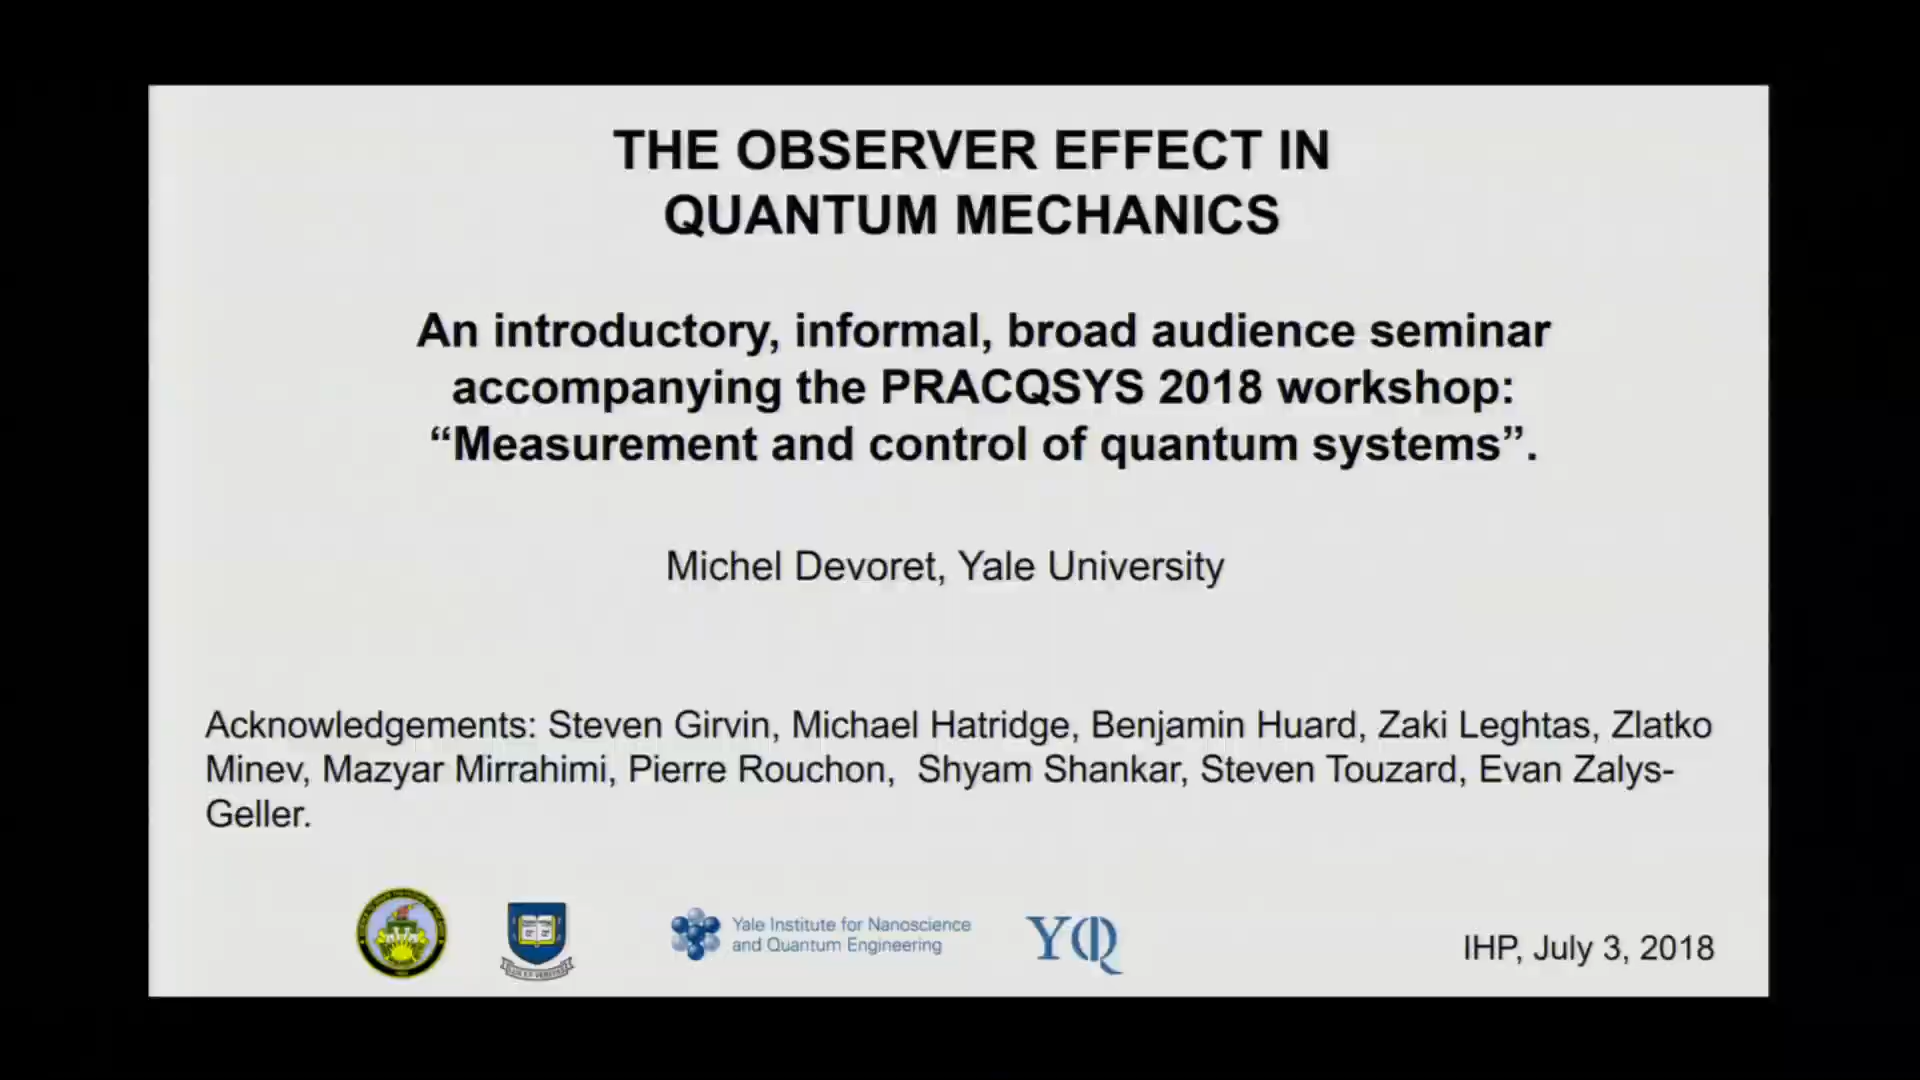 THE OBSERVER EFFECT IN
QUANTUM MECHANICS
An introductory, informal, broad audience seminar
accompanying the PRACQSYS 2018 workshop:
“Measurement and control of quantum systems”.
Michel Devoret, Yale University
Acknowledgements: Steven Girvin, Michael Hatridge, Benjamin Huard, Zaki Leghtas, Zlatko
Minev, Mazyar Mirrahimi, Pierre Rouchon, Shyam Shankar, Steven Touzard, Evan Zalys-
Geller.
Yale Institute for Nanoscience
and Quantum Engineering
YQ
IHP, July 3, 2018